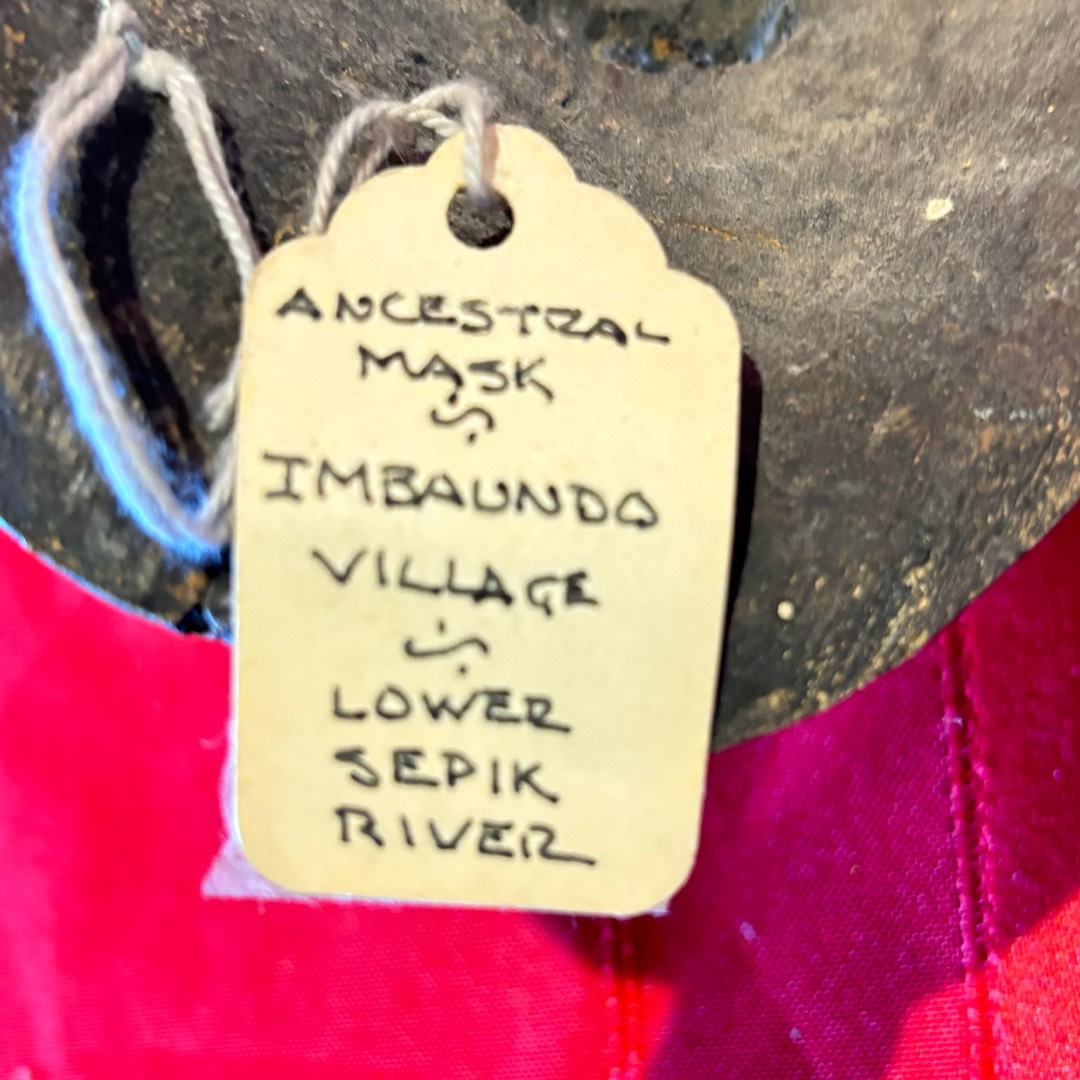 ANCESTRAL
MASK
IMBAUNDO
VILLAGE
LOWER
SEPIK
RIVER